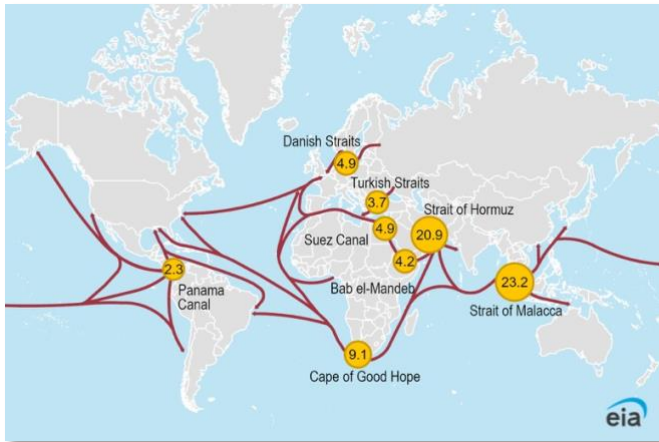 Danish Straits
4.9
Turkish Straits
3.7
Strait of Hormuz
20.9
Suez Canal
4.9
4.2
Bab el-Mandeb
2.3
Panama
Canal
23.2
Strait of Malacca
9.1
Cape of Good Hope
eia